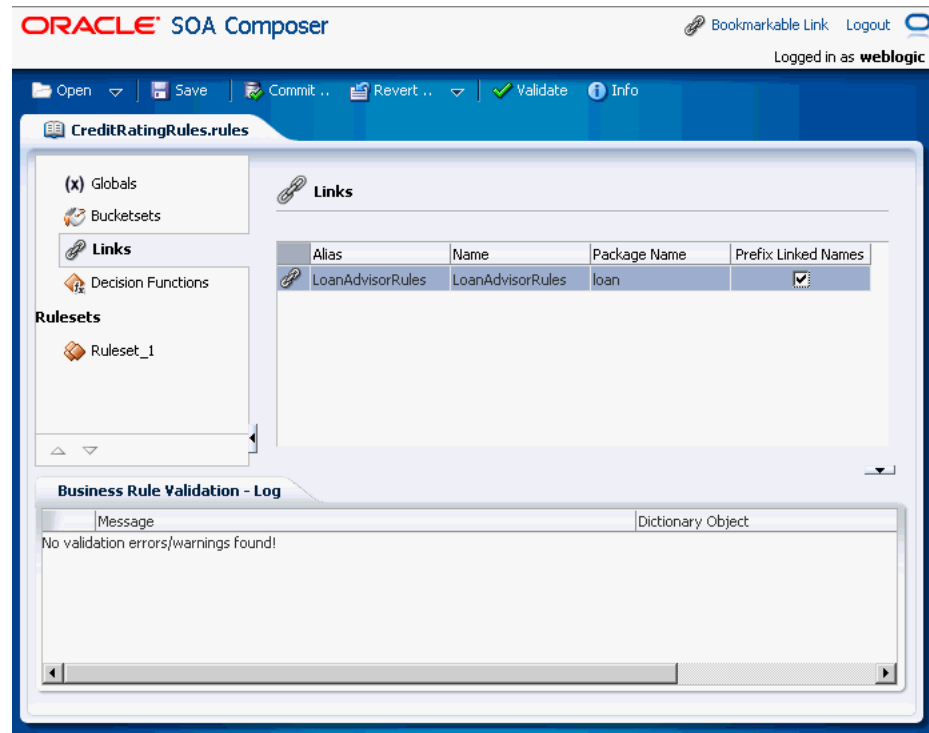 ORACLE SOA Composer
Bookmarkable Link Logout
Logged in as weblogic
Open Save Commit .. Revert .. Validate Info
CreditRatingRules.rules
(x) Globals
Bucketsets
Links
Decision Functions
Rulesets
Ruleset_1
Links
Alias Name Package Name Prefix Linked Names
LoanAdvisorRules LoanAdvisorRules loan
Business Rule Validation - Log
Message Dictionary Object
No validation errors/warnings found!